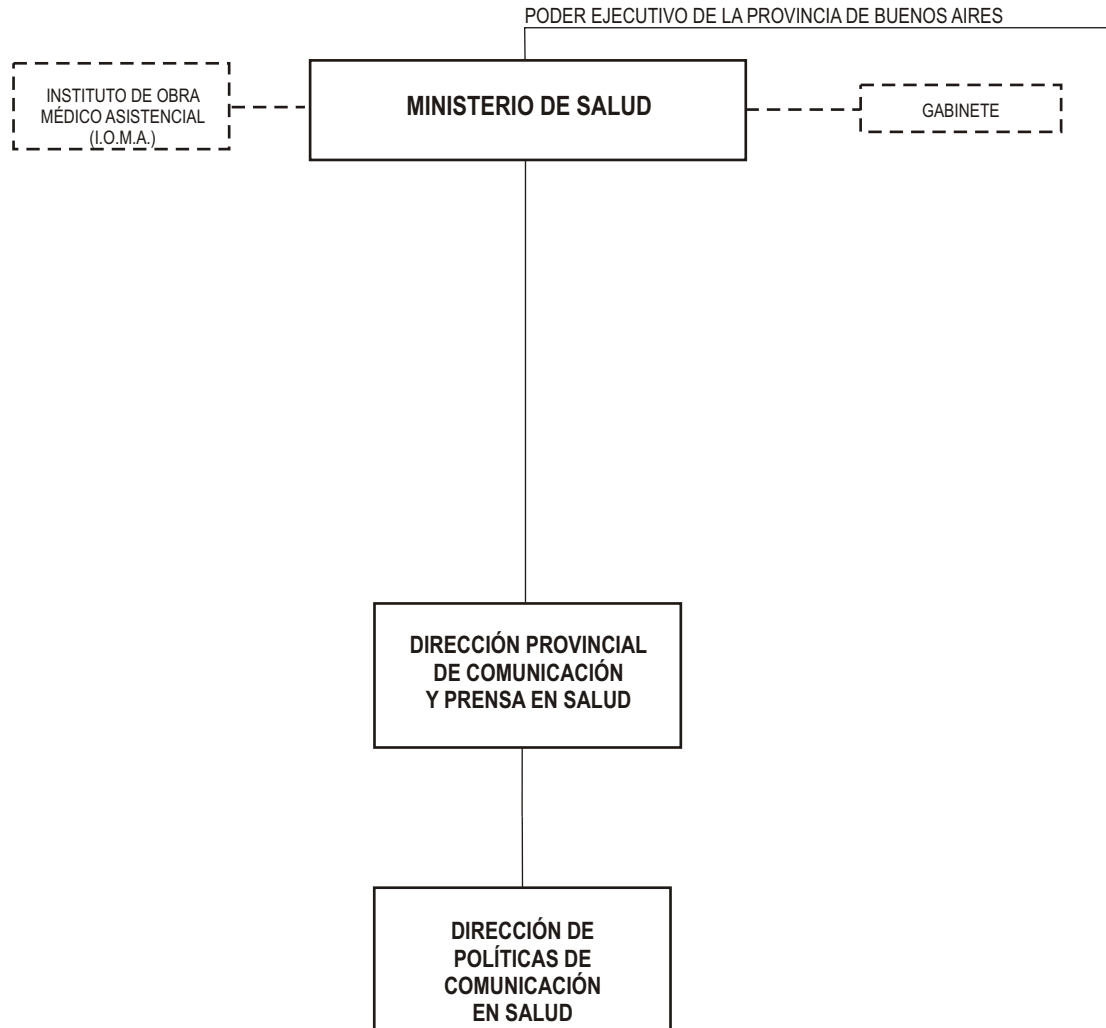 PODER EJECUTIVO DE LA PROVINCIA DE BUENOS AIRES
INSTITUTO DE OBRA
MÉDICO ASISTENCIAL
(I.O.M.A.)
MINISTERIO DE SALUD
GABINETE
DIRECCIÓN PROVINCIAL
DE COMUNICACIÓN
Y PRENSA EN SALUD
DIRECCIÓN DE
POLÍTICAS DE
COMUNICACIÓN
EN SALUD